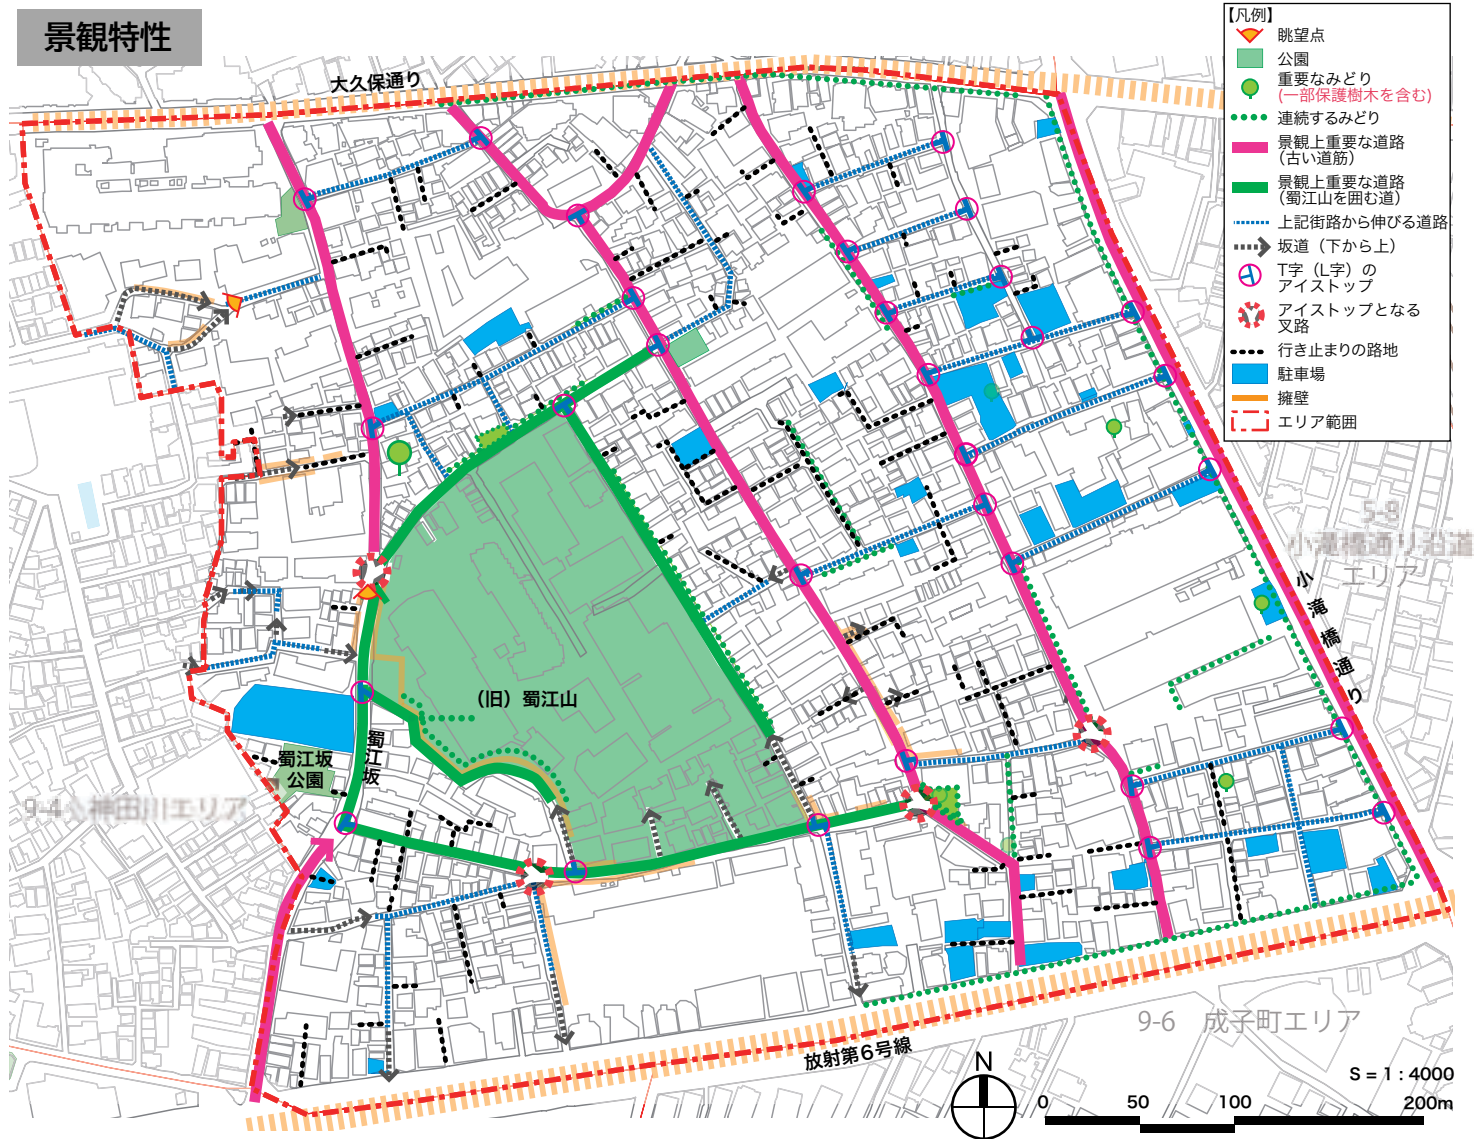 景観特性
大久保通り
【凡例】
眺望点
公園
重要なみどり
(一部保護樹木を含む)
連続するみどり
景観上重要な道路
（古い道筋）
景観上重要な道路
（蜀江山を囲む道）
上記街路から伸びる道路
坂道（下から上）
T字（L字）の
アイストップ
アイストップとなる
叉路
行き止まりの路地
駐車場
擁壁
エリア範囲
5-8
小滝橋通り沿道
エリア
小滝橋通り
（旧）蜀江山
蜀江坂
蜀江坂
公園
9-4 神田川エリア
9-6 成子町エリア
放射第6号線
N
S = 1 : 4000
0 50 100 200m